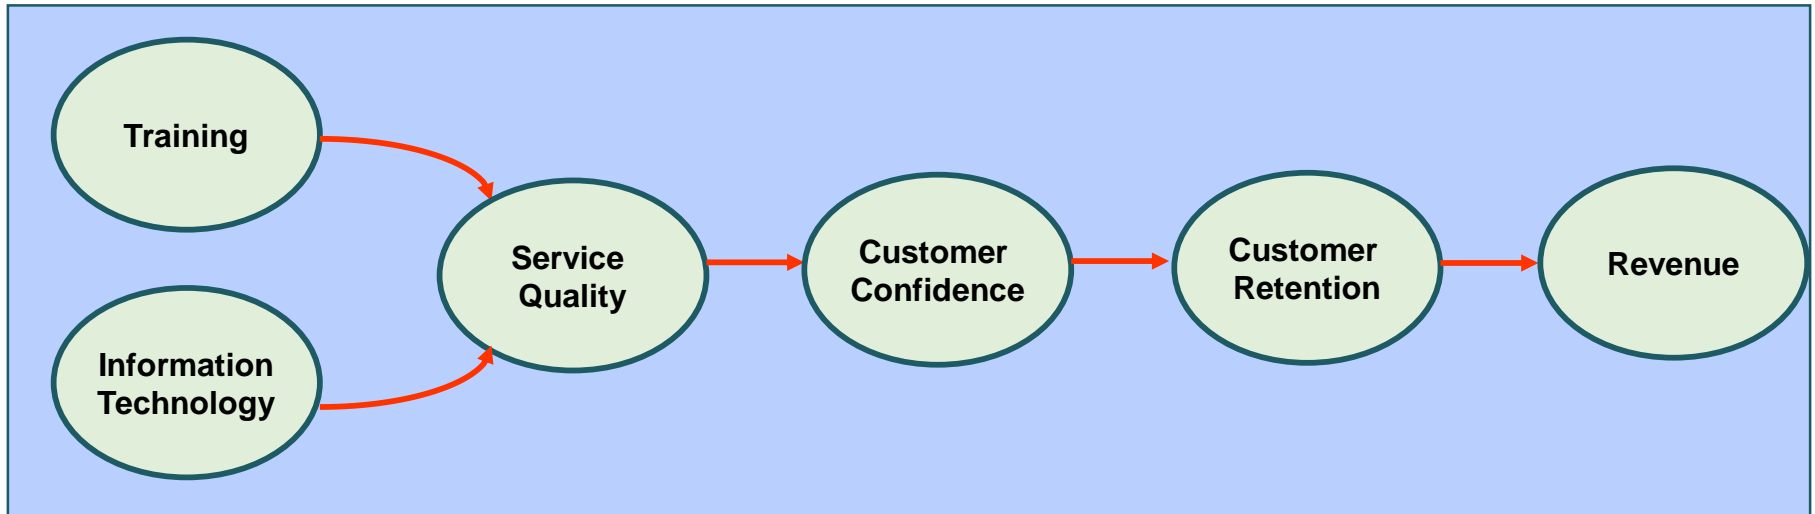 Training
Information
Technology
Service
Quality
Customer
Confidence
Customer
Retention
Revenue